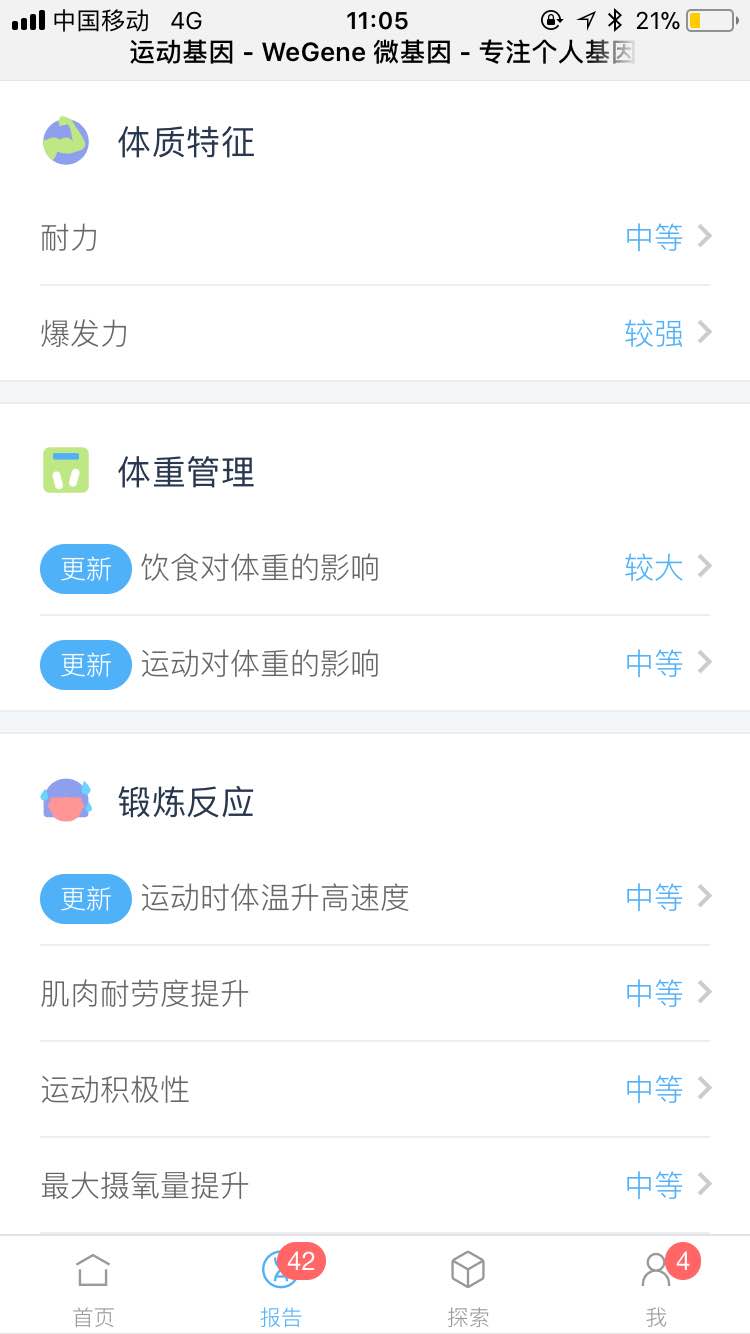 中国移动 4G 11:05 21%
运动基因 - WeGene 微基因 - 专注个人基因
体质特征
耐力 中等
爆发力 较强
体重管理
更新 饮食对体重的影响 较大
更新 运动对体重的影响 中等
锻炼反应
更新 运动时体温升高速度 中等
肌肉耐劳度提升 中等
运动积极性 中等
最大摄氧量提升 中等
42 4
首页 报告 探索 我